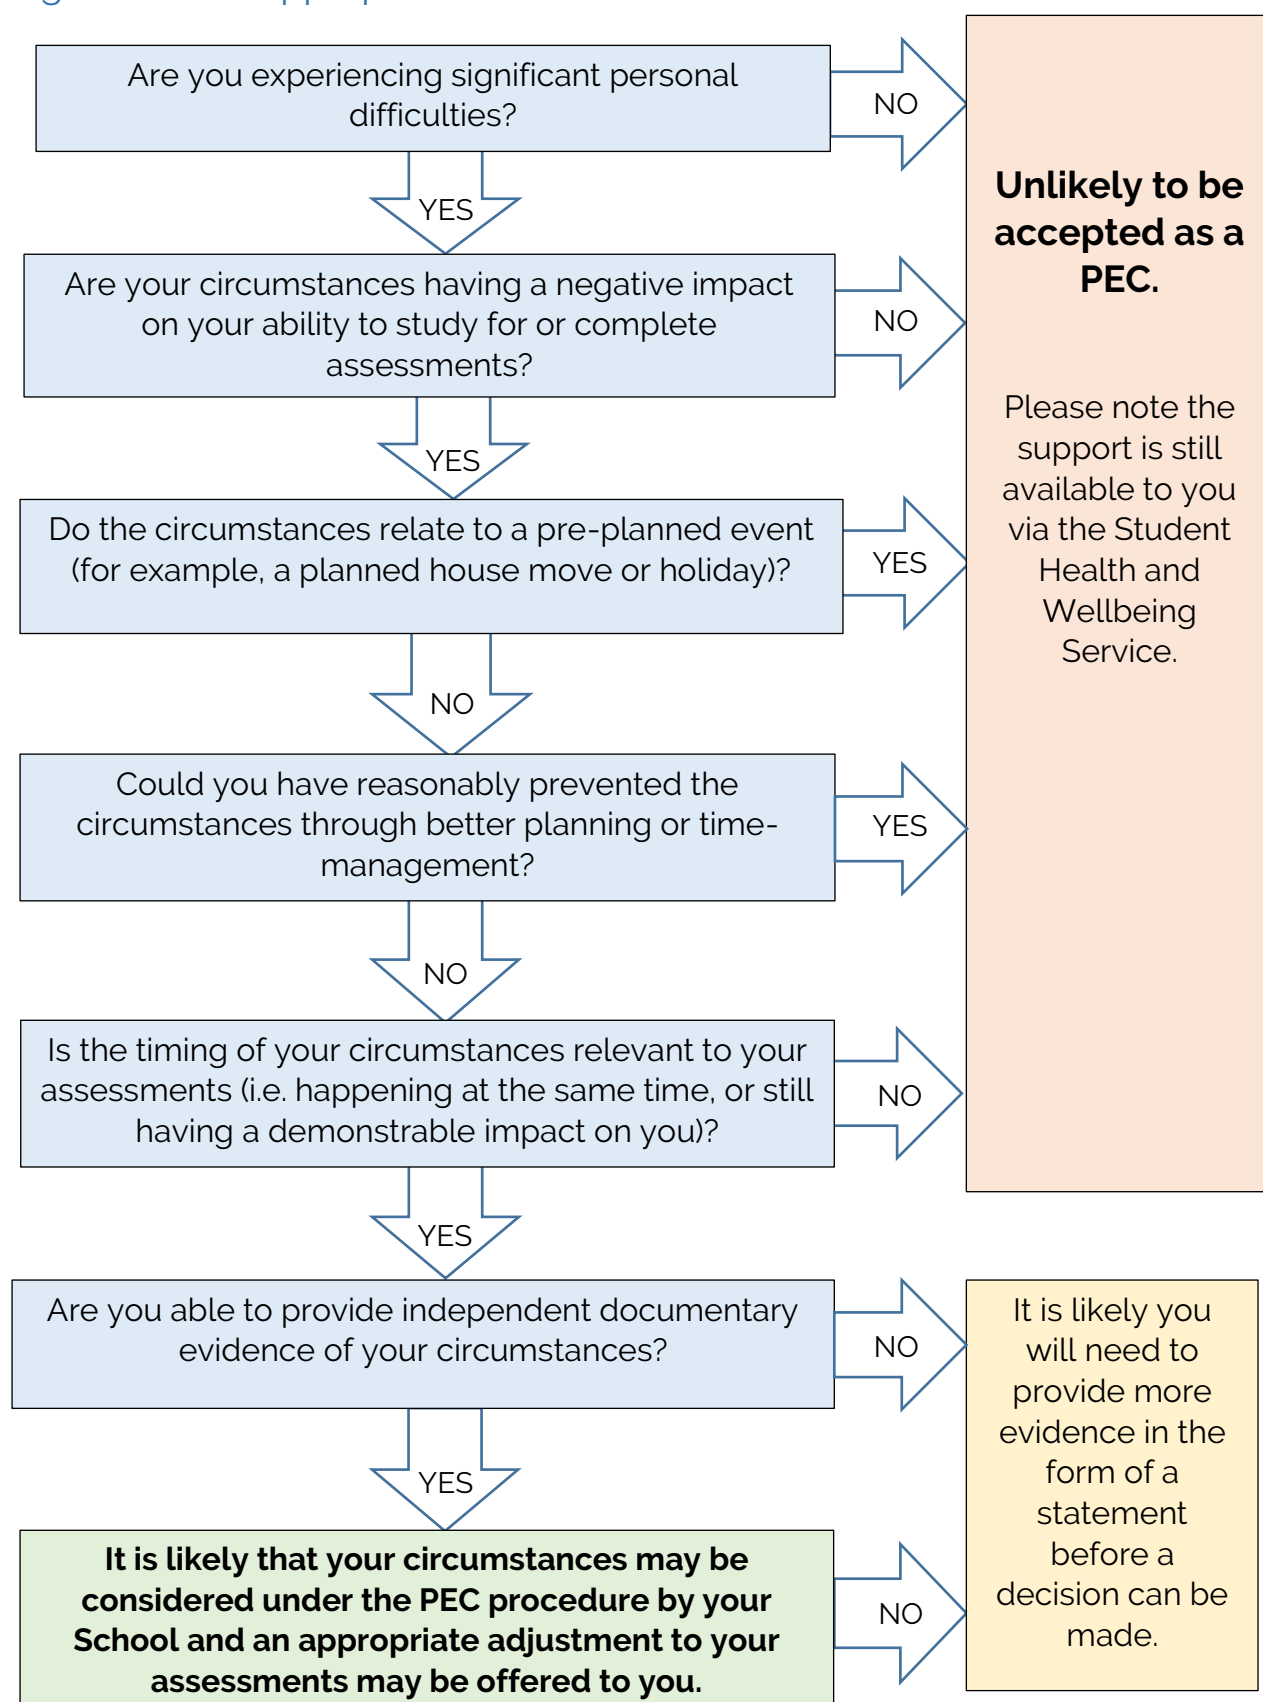 Are you experiencing significant personal
difficulties?
NO
YES
Unlikely to be
accepted as a
PEC.
Please note the
support is still
available to you
via the Student
Health and
Wellbeing
Service.
Are your circumstances having a negative impact
on your ability to study for or complete
assessments?
NO
YES
Do the circumstances relate to a pre-planned event
(for example, a planned house move or holiday)?
YES
NO
Could you have reasonably prevented the
circumstances through better planning or time-
management?
YES
NO
Is the timing of your circumstances relevant to your
assessments (i.e. happening at the same time, or still
having a demonstrable impact on you)?
NO
YES
Are you able to provide independent documentary
evidence of your circumstances?
NO
YES
It is likely you
will need to
provide more
evidence in the
form of a
statement
before a
decision can be
made.
It is likely that your circumstances may be
considered under the PEC procedure by your
School and an appropriate adjustment to your
assessments may be offered to you.
NO